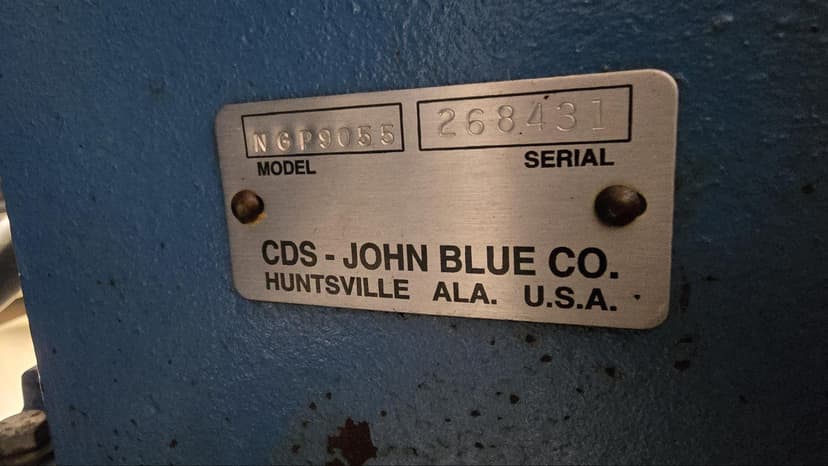 NGP9055 268431
MODEL SERIAL
CDS - JOHN BLUE CO.
HUNTSVILLE ALA. U.S.A.